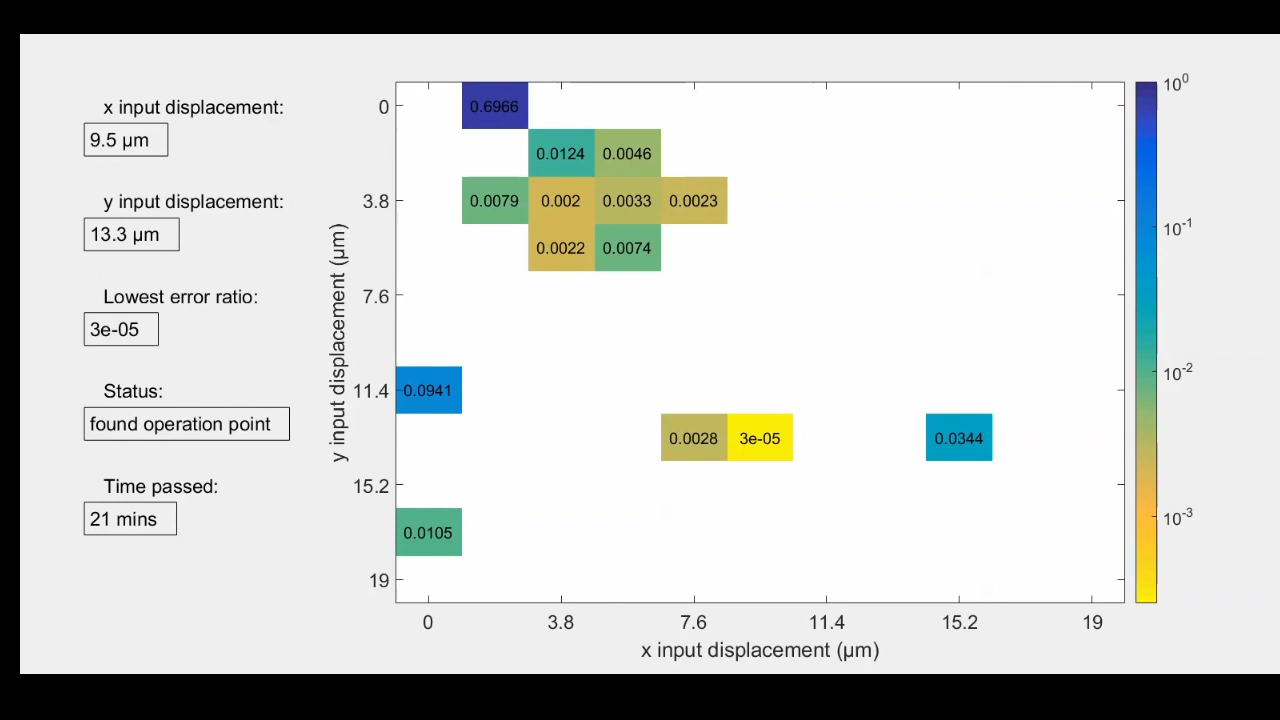 x input displacement:
9.5 µm
y input displacement:
13.3 µm
Lowest error ratio:
3e-05
Status:
found operation point
Time passed:
21 mins
y input displacement (µm)
0
3.8
7.6
11.4
15.2
19
0.6966
0.0124 0.0046
0.0079 0.002 0.0033 0.0023
0.0022 0.0074
0.0941
0.0028 3e-05 0.0344
0.0105
0 3.8 7.6 11.4 15.2 19
x input displacement (µm)
10^0
10^-1
10^-2
10^-3